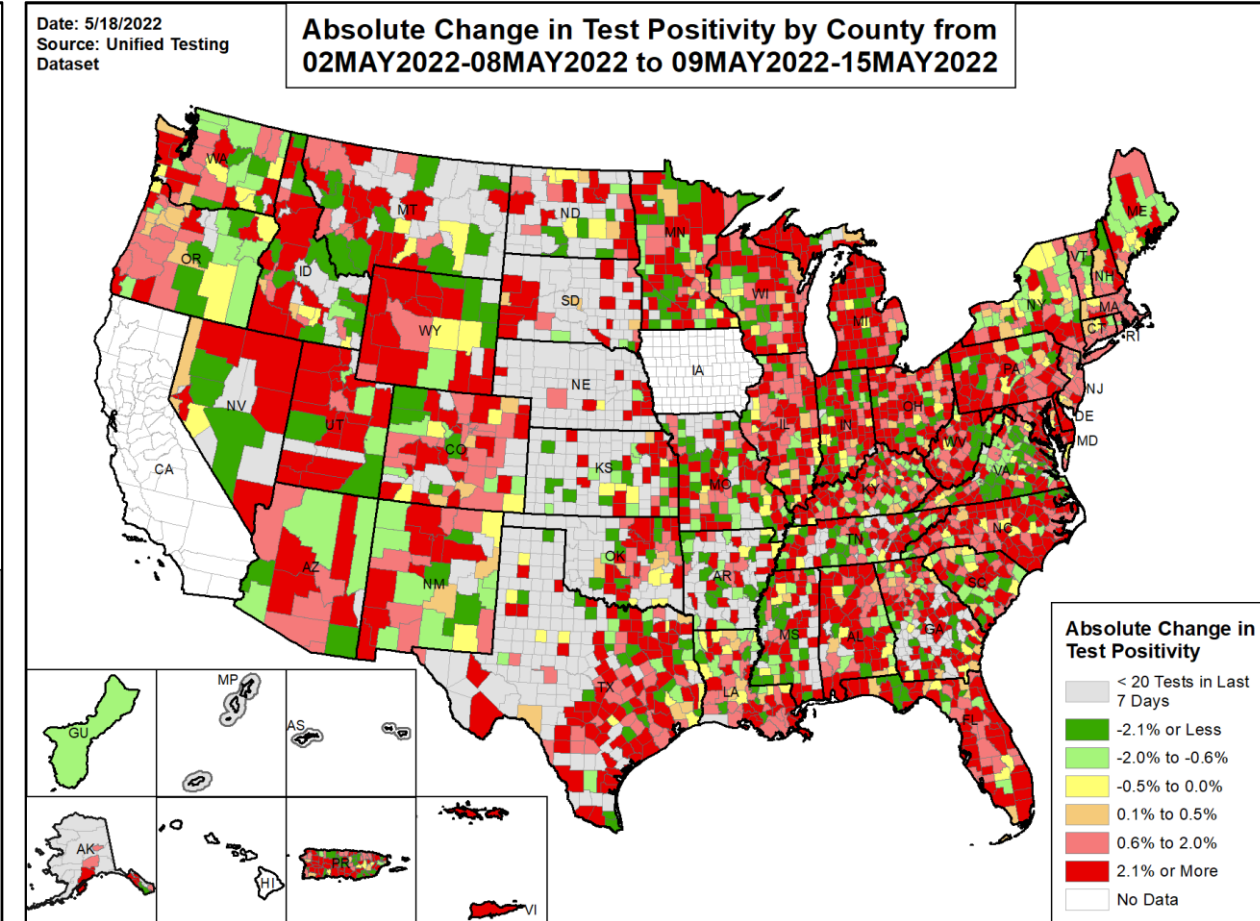 Date: 5/18/2022
Source: Unified Testing
Dataset
Absolute Change in Test Positivity by County from
02MAY2022-08MAY2022 to 09MAY2022-15MAY2022
WA
MT
ND
MN
ME
OR
ID
SD
WI
MI
VT
NH
NY
MA
CT
RI
WY
IA
NE
PA
NJ
NV
UT
CO
IL
IN
OH
DE
MD
WV
VA
CA
KS
MO
KY
AZ
NM
OK
AR
TN
NC
SC
MS
AL
GA
TX
LA
FL
GU
MP
AS
AK
HI
PR
VI
Absolute Change in
Test Positivity
< 20 Tests in Last
7 Days
-2.1% or Less
-2.0% to -0.6%
-0.5% to 0.0%
0.1% to 0.5%
0.6% to 2.0%
2.1% or More
No Data